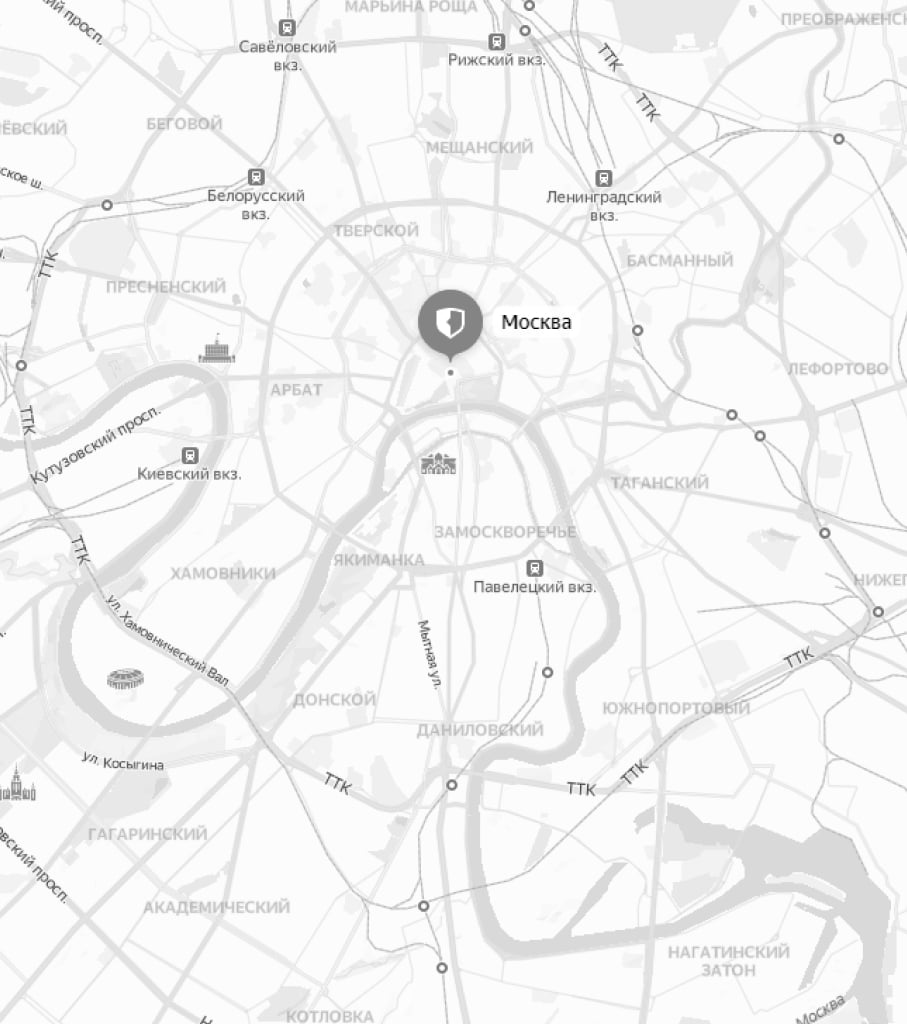 МАРЬИНА РОЩА
просп.
Савёловский
вкз.
Рижский вкз.
ТТК
ТТК
ПРЕОБРАЖЕНСК
ЁВСКИЙ
БЕГОВОЙ
МЕЩАНСКИЙ
ское ш.
Белорусский
вкз.
Ленинградский
вкз.
ТВЕРСКОЙ
БАСМАННЫЙ
ТТК
ПРЕСНЕНСКИЙ
Москва
ЛЕФОРТОВО
АРБАТ
ТТК
Кутузовский просп.
Киевский вкз.
ТАГАНСКИЙ
ЗАМОСКВОРЕЧЬЕ
ТТК
ЯКИМАНКА
ХАМОВНИКИ
Павелецкий вкз.
НИЖЕГ
ул. Хамовнический Вал
Мытная ул.
ТТК
ДОНСКОЙ
ЮЖНОПОРТОВЫЙ
ДАНИЛОВСКИЙ
ул. Косыгина
ТТК
ТТК
ТТК
ГАГАРИНСКИЙ
овский просп.
АКАДЕМИЧЕСКИЙ
НАГАТИНСКИЙ
ЗАТОН
КОТЛОВКА
Москва